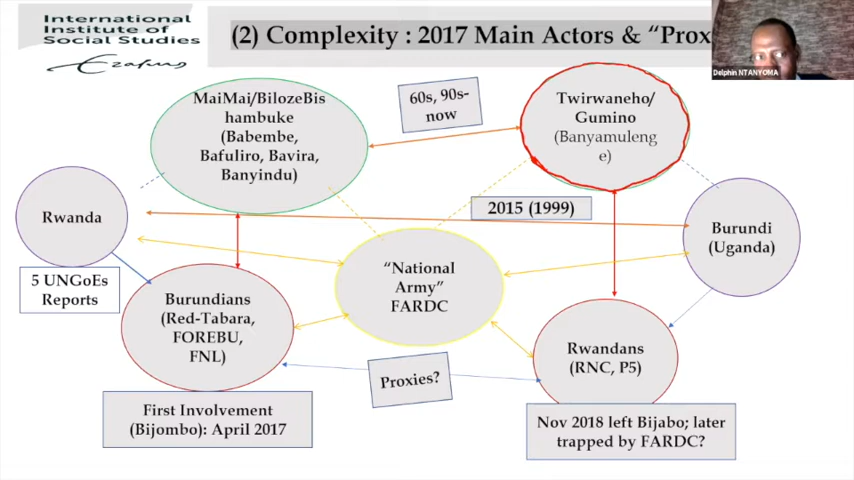 International
Institute of
Social Studies
Erasmus
(2) Complexity : 2017 Main Actors & “Prox
Delphin NTANYOMA
MaiMai/BilozeBis
hambuke
(Babembe,
Bafuliro, Bavira,
Banyindu)
60s, 90s-
now
Twirwaneho/
Gumino
(Banyamuleng
e)
Rwanda
2015 (1999)
Burundi
(Uganda)
5 UNGoEs
Reports
“National
Army”
FARDC
Burundians
(Red-Tabara,
FOREBU,
FNL)
Rwandans
(RNC, P5)
Proxies?
First Involvement
(Bijombo): April 2017
Nov 2018 left Bijabo; later
trapped by FARDC?